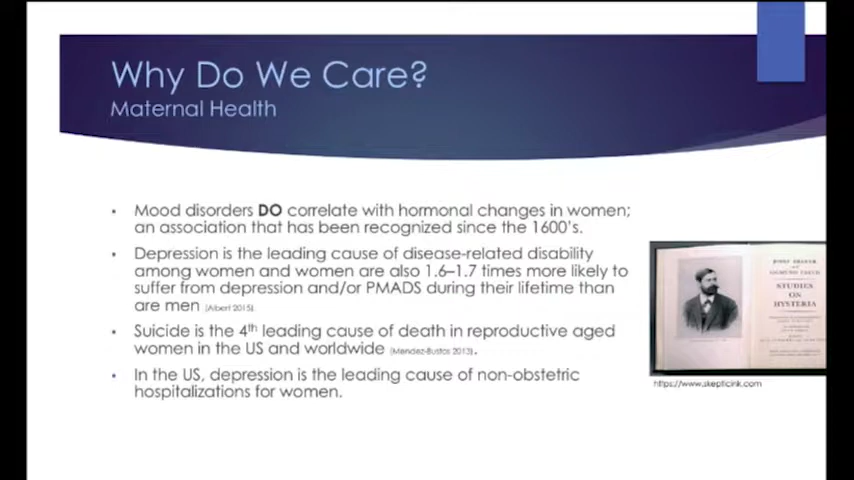 Why Do We Care?
Maternal Health
• Mood disorders DO correlate with hormonal changes in women;
an association that has been recognized since the 1600's.
• Depression is the leading cause of disease-related disability
among women and women are also 1.6–1.7 times more likely to
suffer from depression and/or PMADS during their lifetime than
are men (Albert 2015).
• Suicide is the 4th leading cause of death in reproductive aged
women in the US and worldwide (Mendez-Bustos 2013).
• In the US, depression is the leading cause of non-obstetric
hospitalizations for women.
STUDIES
ON
HYSTERIA
https://www.skepticink.com